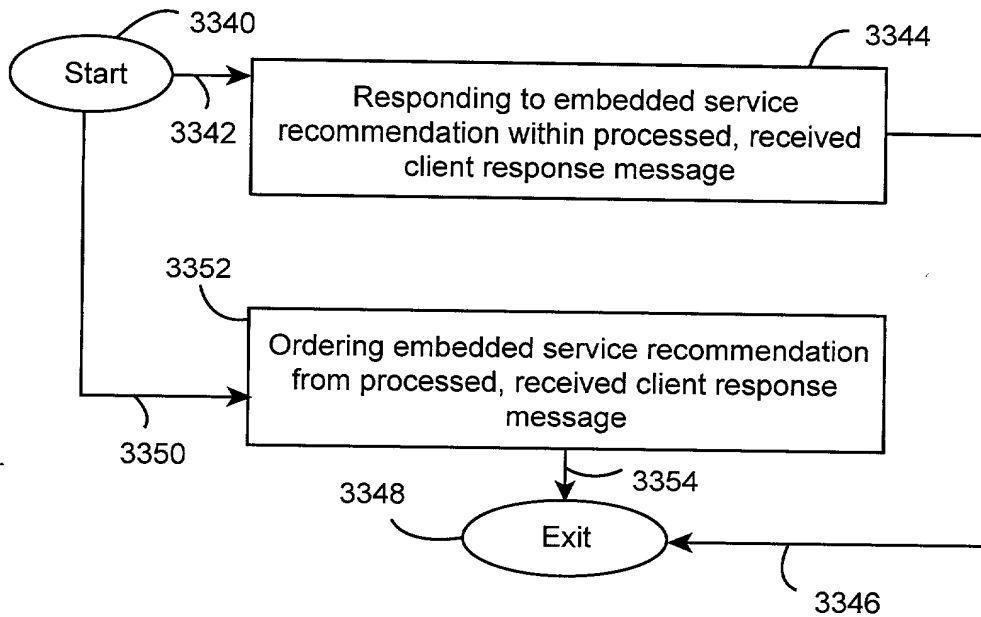 3340
Start
3342
3344
Responding to embedded service
recommendation within processed, received
client response message
3352
Ordering embedded service recommendation
from processed, received client response
message
3350
3354
3348
Exit
3346